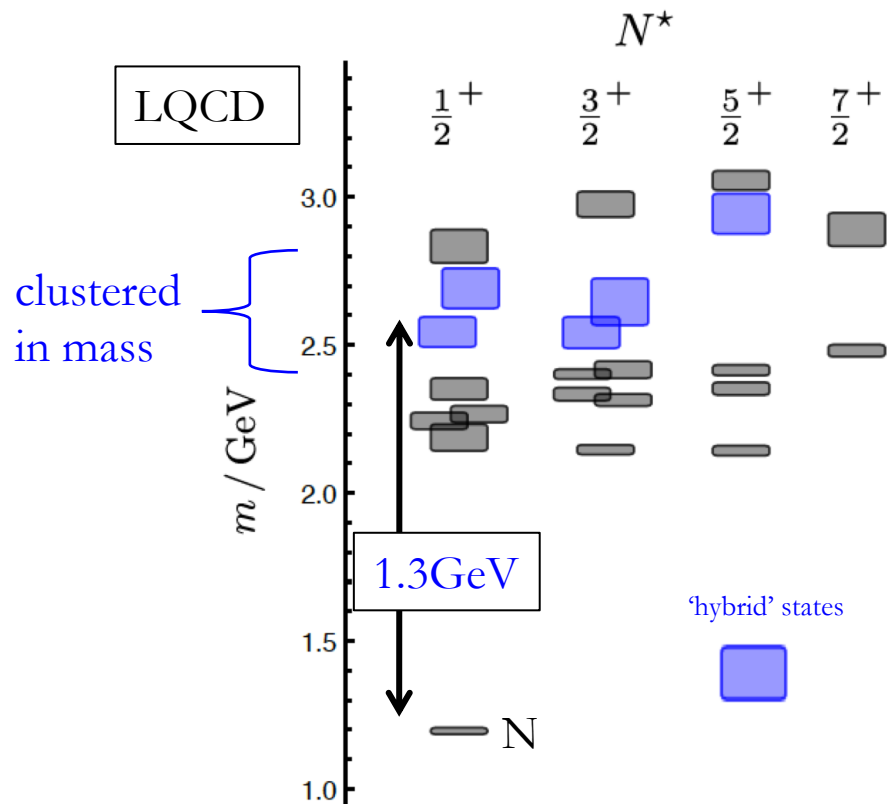 N⋆
LQCD
1/2+ 3/2+ 5/2+ 7/2+
3.0
clustered
in mass
2.5
m / GeV
2.0
1.3GeV
'hybrid' states
1.5
N
1.0